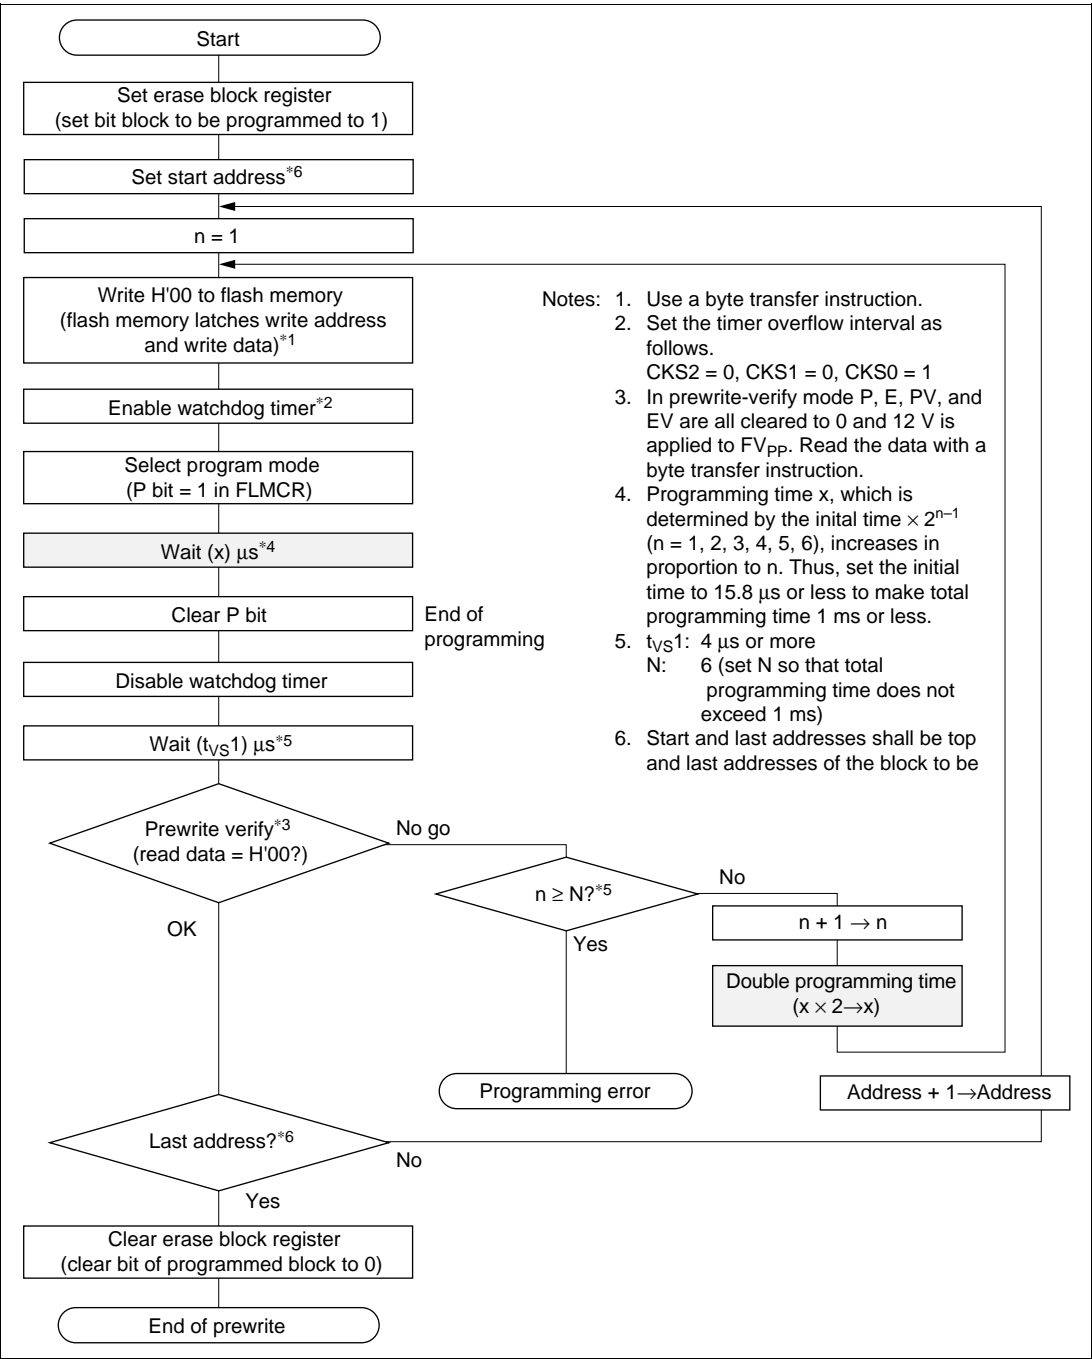 Start
Set erase block register
(set bit block to be programmed to 1)
Set start address*6
n = 1
Write H'00 to flash memory
(flash memory latches write address
and write data)*1
Enable watchdog timer*2
Select program mode
(P bit = 1 in FLMCR)
Wait (x) μs*4
Clear P bit
End of
programming
Disable watchdog timer
Wait (tVS1) μs*5
Prewrite verify*3
(read data = H'00?)
No go
OK
n ≥ N?*5
No
Yes
n + 1 → n
Double programming time
(x × 2→x)
Programming error
Address + 1→Address
Last address?*6
No
Yes
Clear erase block register
(clear bit of programmed block to 0)
End of prewrite
Notes: 1. Use a byte transfer instruction.
2. Set the timer overflow interval as
follows.
CKS2 = 0, CKS1 = 0, CKS0 = 1
3. In prewrite-verify mode P, E, PV, and
EV are all cleared to 0 and 12 V is
applied to FVPP. Read the data with a
byte transfer instruction.
4. Programming time x, which is
determined by the inital time × 2n–1
(n = 1, 2, 3, 4, 5, 6), increases in
proportion to n. Thus, set the initial
time to 15.8 μs or less to make total
programming time 1 ms or less.
5. tVS1: 4 μs or more
N: 6 (set N so that total
programming time does not
exceed 1 ms)
6. Start and last addresses shall be top
and last addresses of the block to be